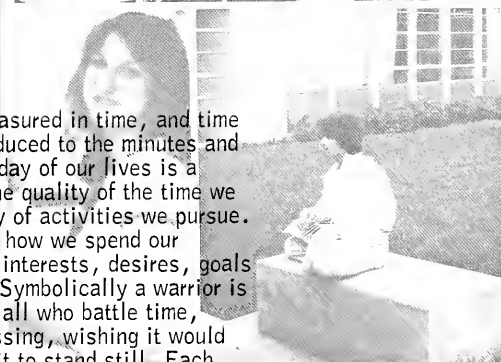 asured in time, and time
duced to the minutes and
day of our lives is a
e quality of the time we
y of activities we pursue.
how we spend our
interests, desires, goals
Symbolically a warrior is
all who battle time,
ssing, wishing it would
it to stand still. Each